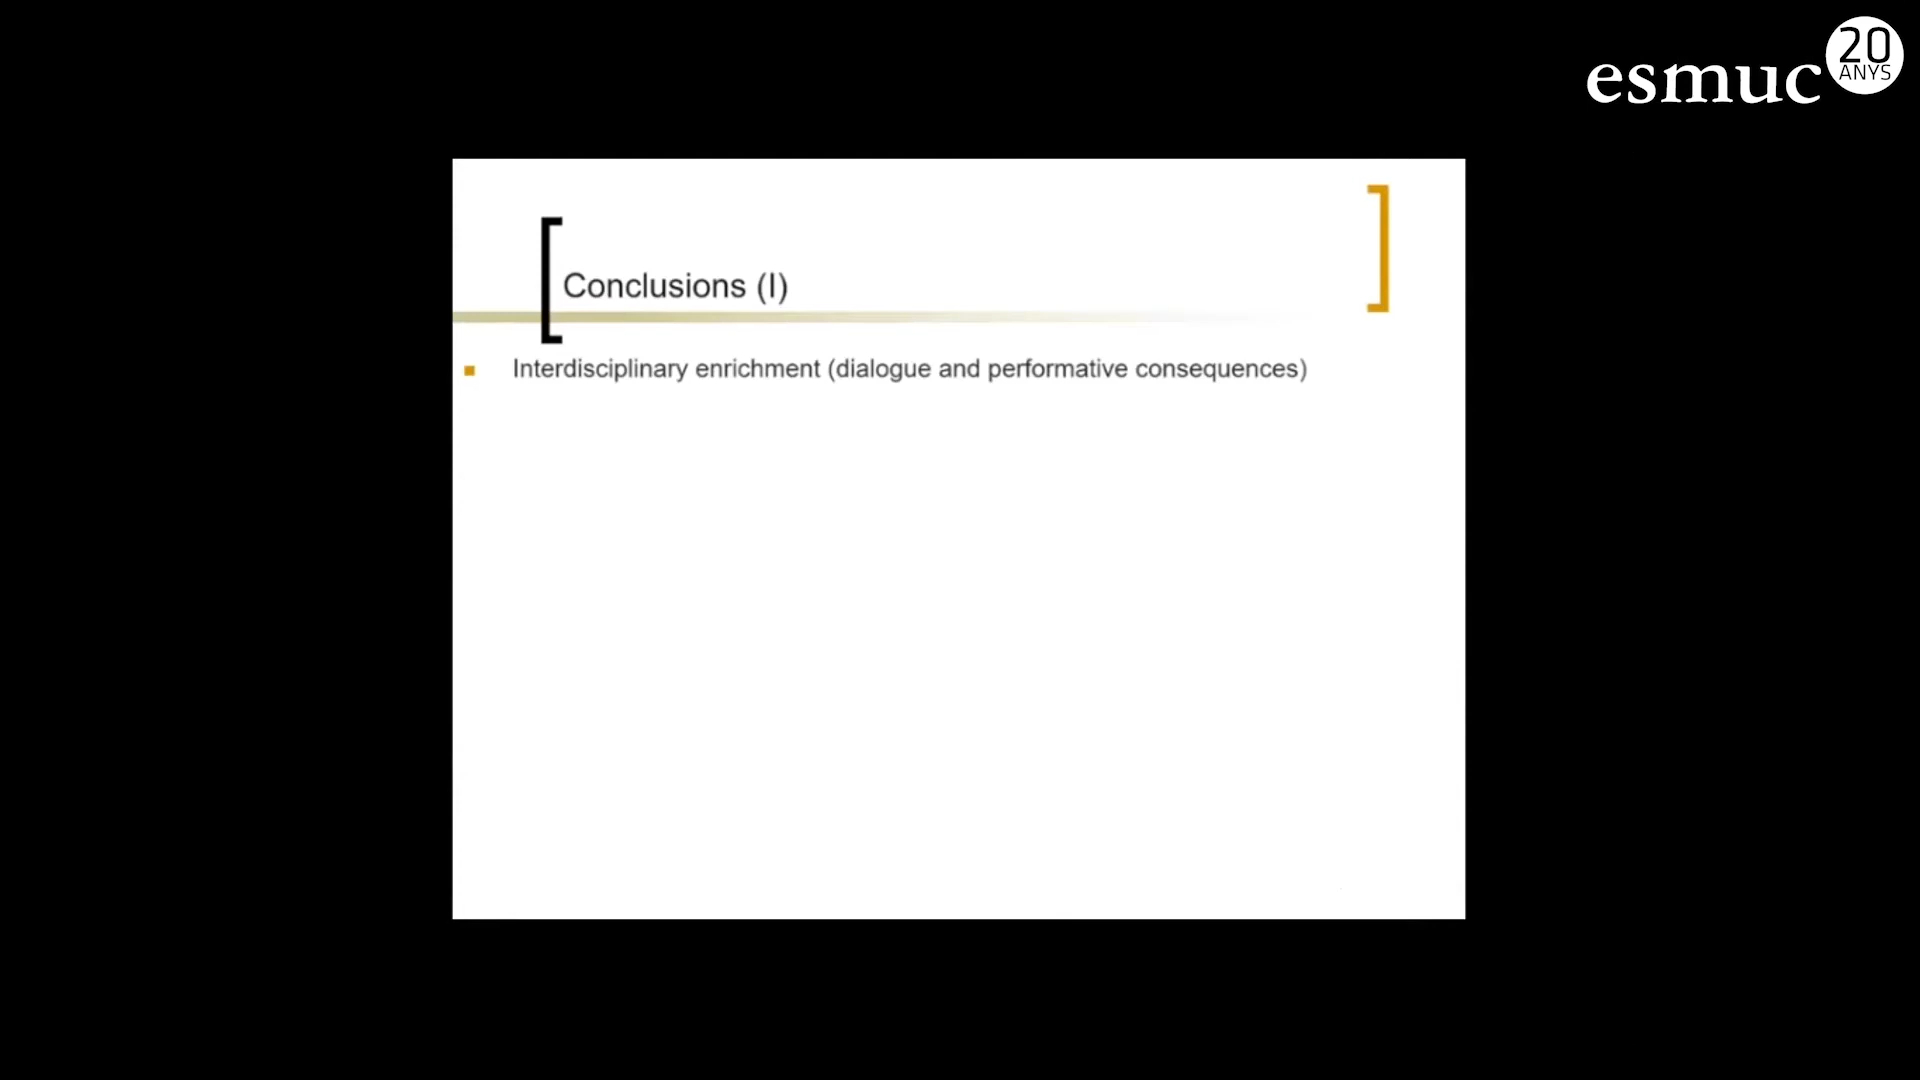 esmuc
20
ANYS
Conclusions (I)
Interdisciplinary enrichment (dialogue and performative consequences)